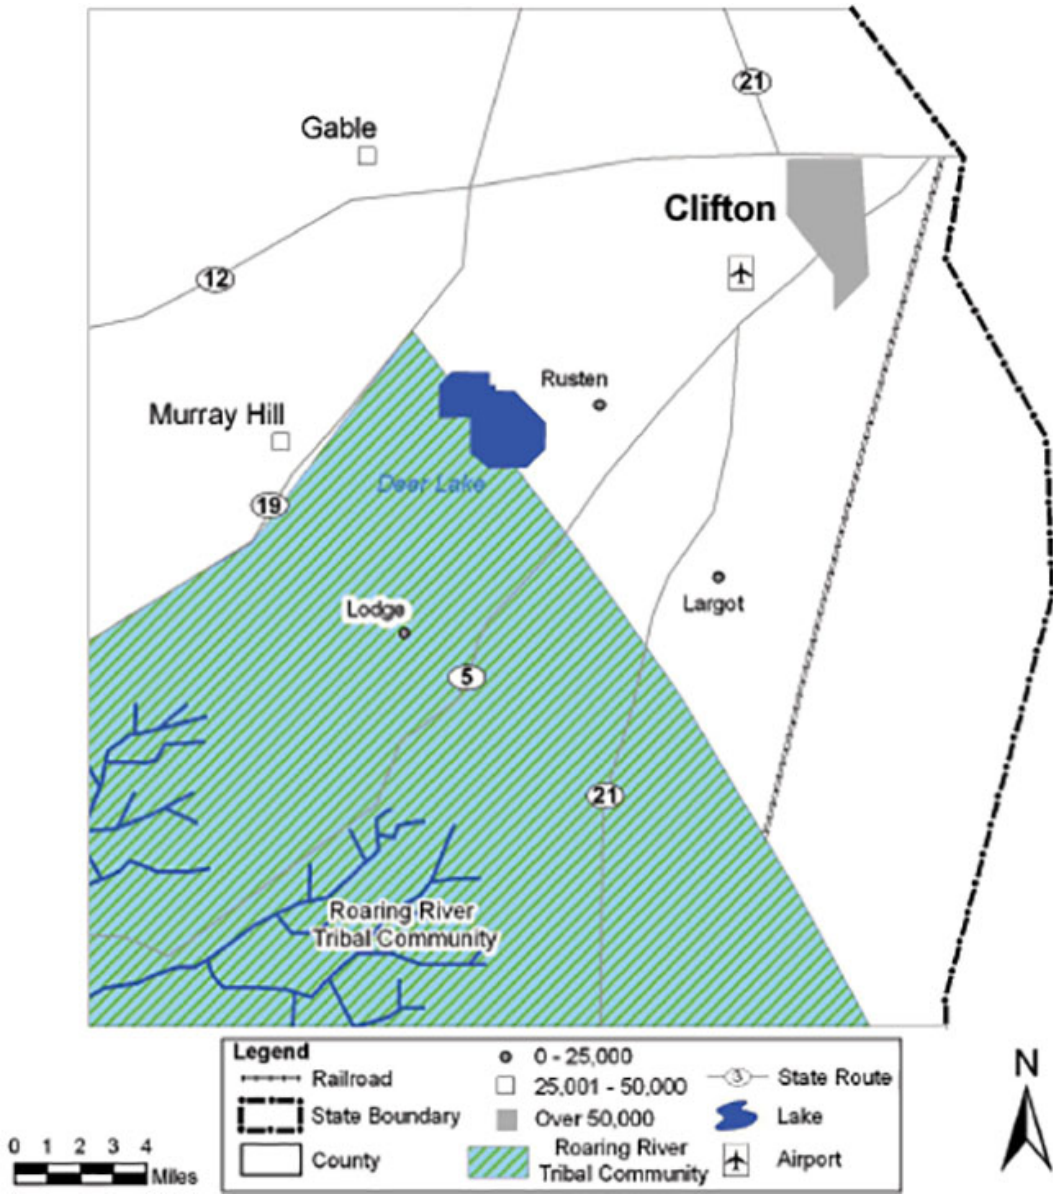 21
Gable
Clifton
12
Rusten
Murray Hill
Deer Lake
19
Lodge
Largot
5
21
Roaring River
Tribal Community
Legend
Railroad
State Boundary
County
0 - 25,000
25,001 - 50,000
Over 50,000
Roaring River
Tribal Community
3 State Route
Lake
Airport
0 1 2 3 4
Miles
N